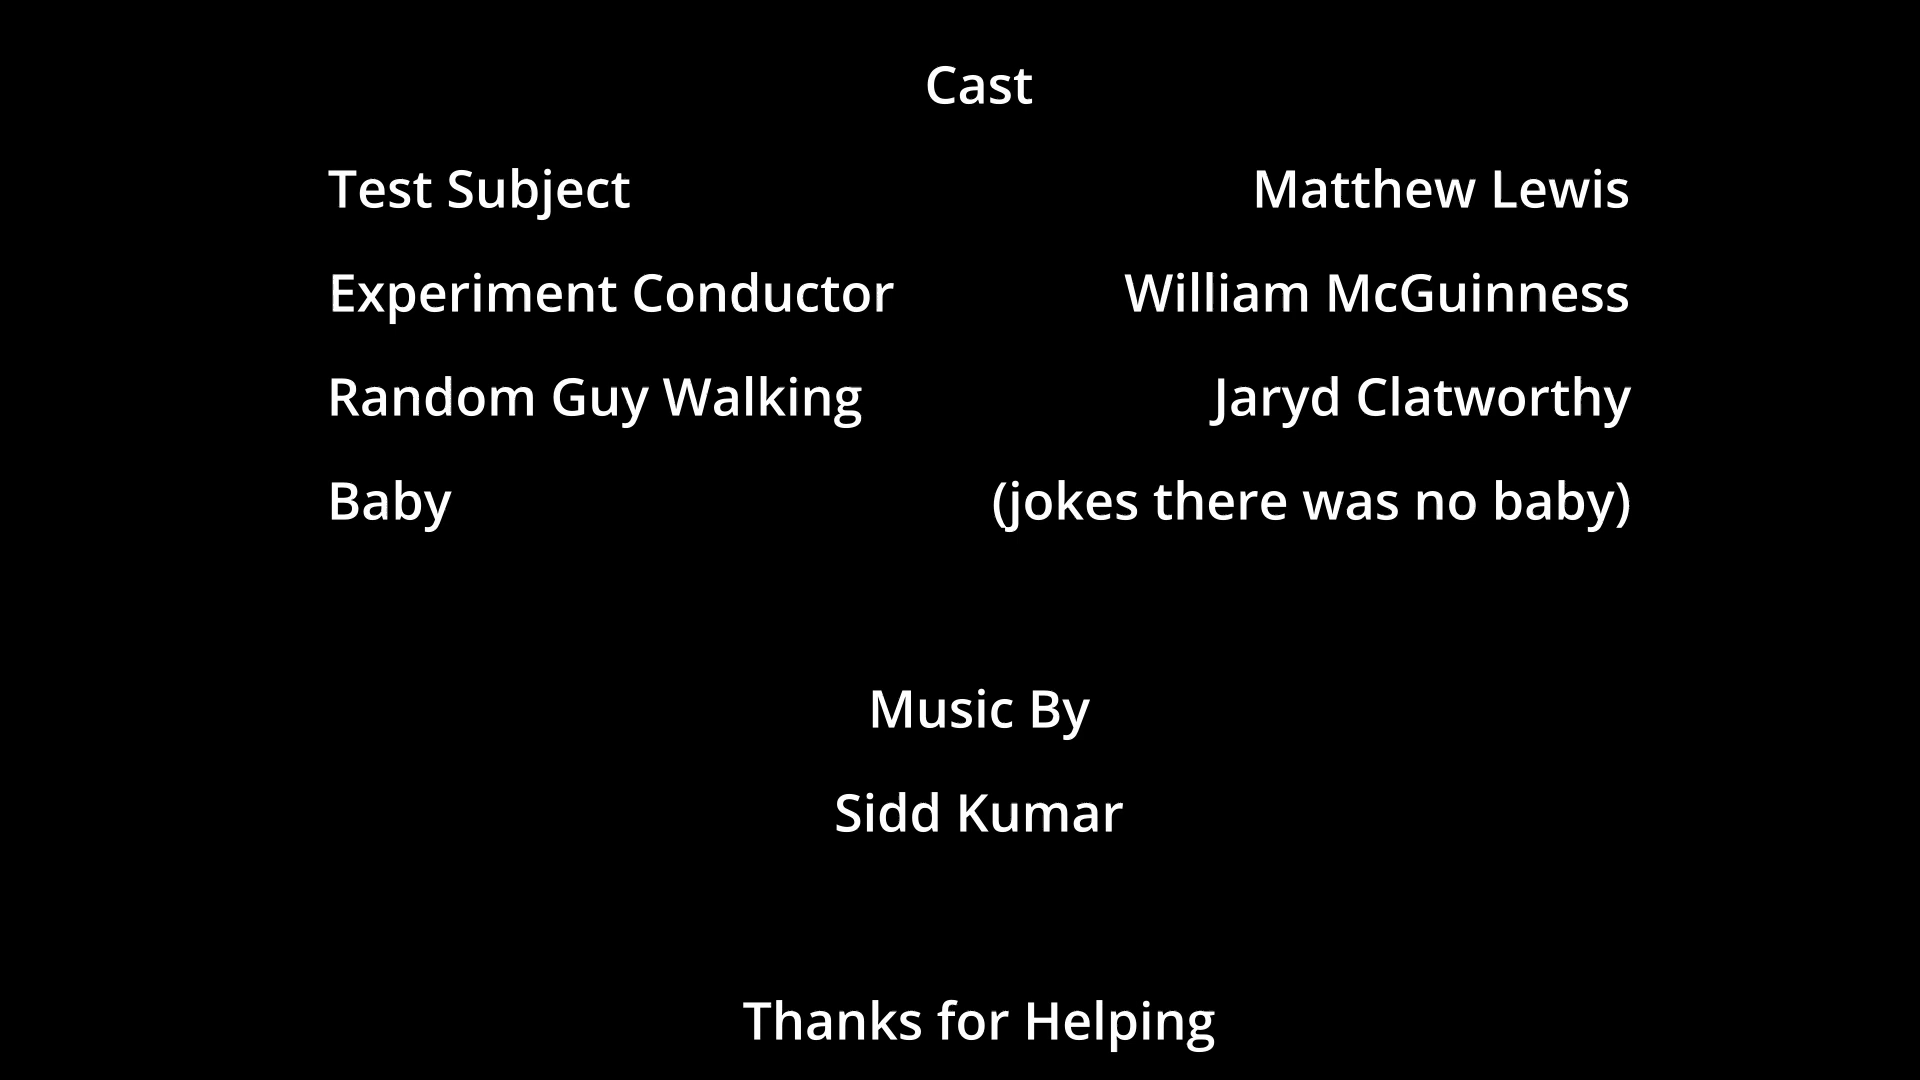 Cast
Test Subject Matthew Lewis
Experiment Conductor William McGuinness
Random Guy Walking Jaryd Clatworthy
Baby (jokes there was no baby)
Music By
Sidd Kumar
Thanks for Helping